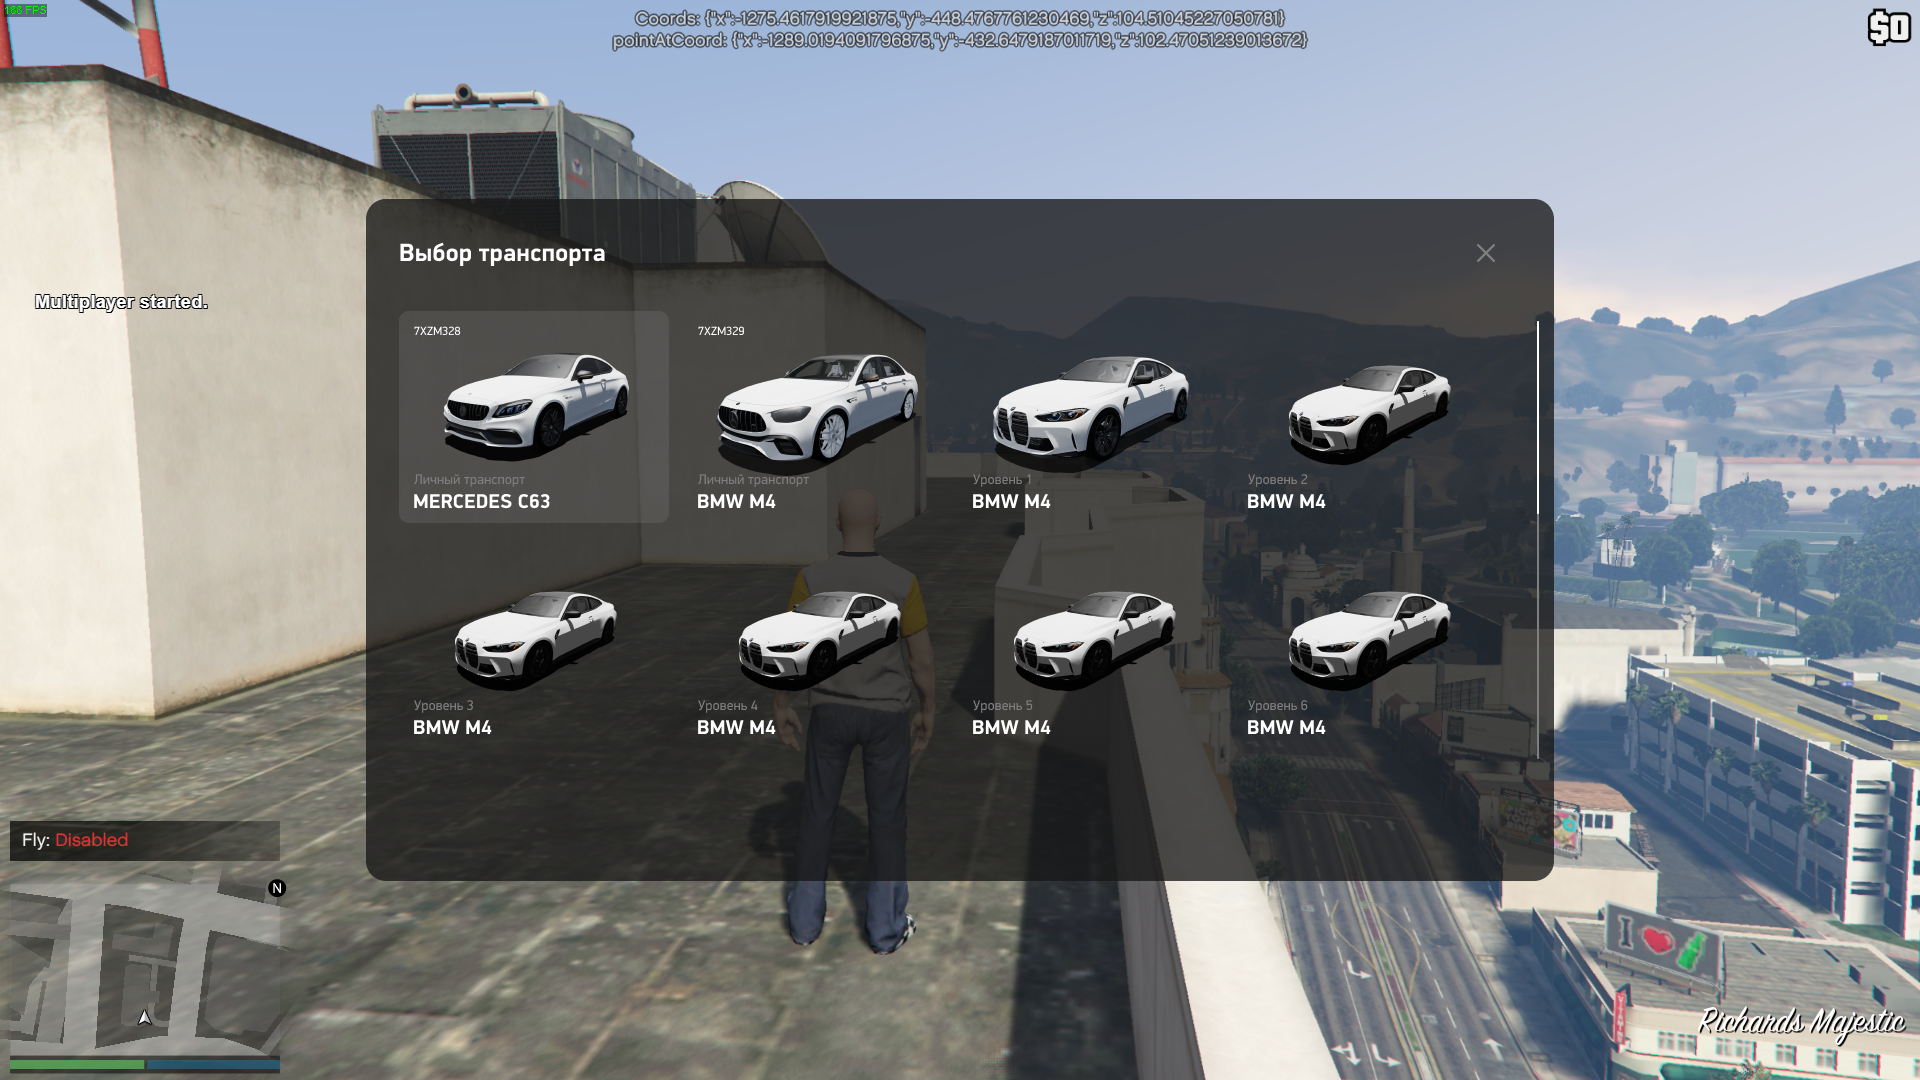 168 FPS
Coords: {"x":-1275.4617919921875,"y":-448.4767761230469,"z":104.51045227050781}
pointAtCoord: {"x":-1289.0194091796875,"y":-432.6479187011719,"z":102.47051239013672}
$0
Выбор транспорта
Multiplayer started.
7XZM328
Личный транспорт
MERCEDES C63
7XZM329
Личный транспорт
BMW M4
Уровень 1
BMW M4
Уровень 2
BMW M4
Уровень 3
BMW M4
Уровень 4
BMW M4
Уровень 5
BMW M4
Уровень 6
BMW M4
Fly: Disabled
N
I
Richards Majestic